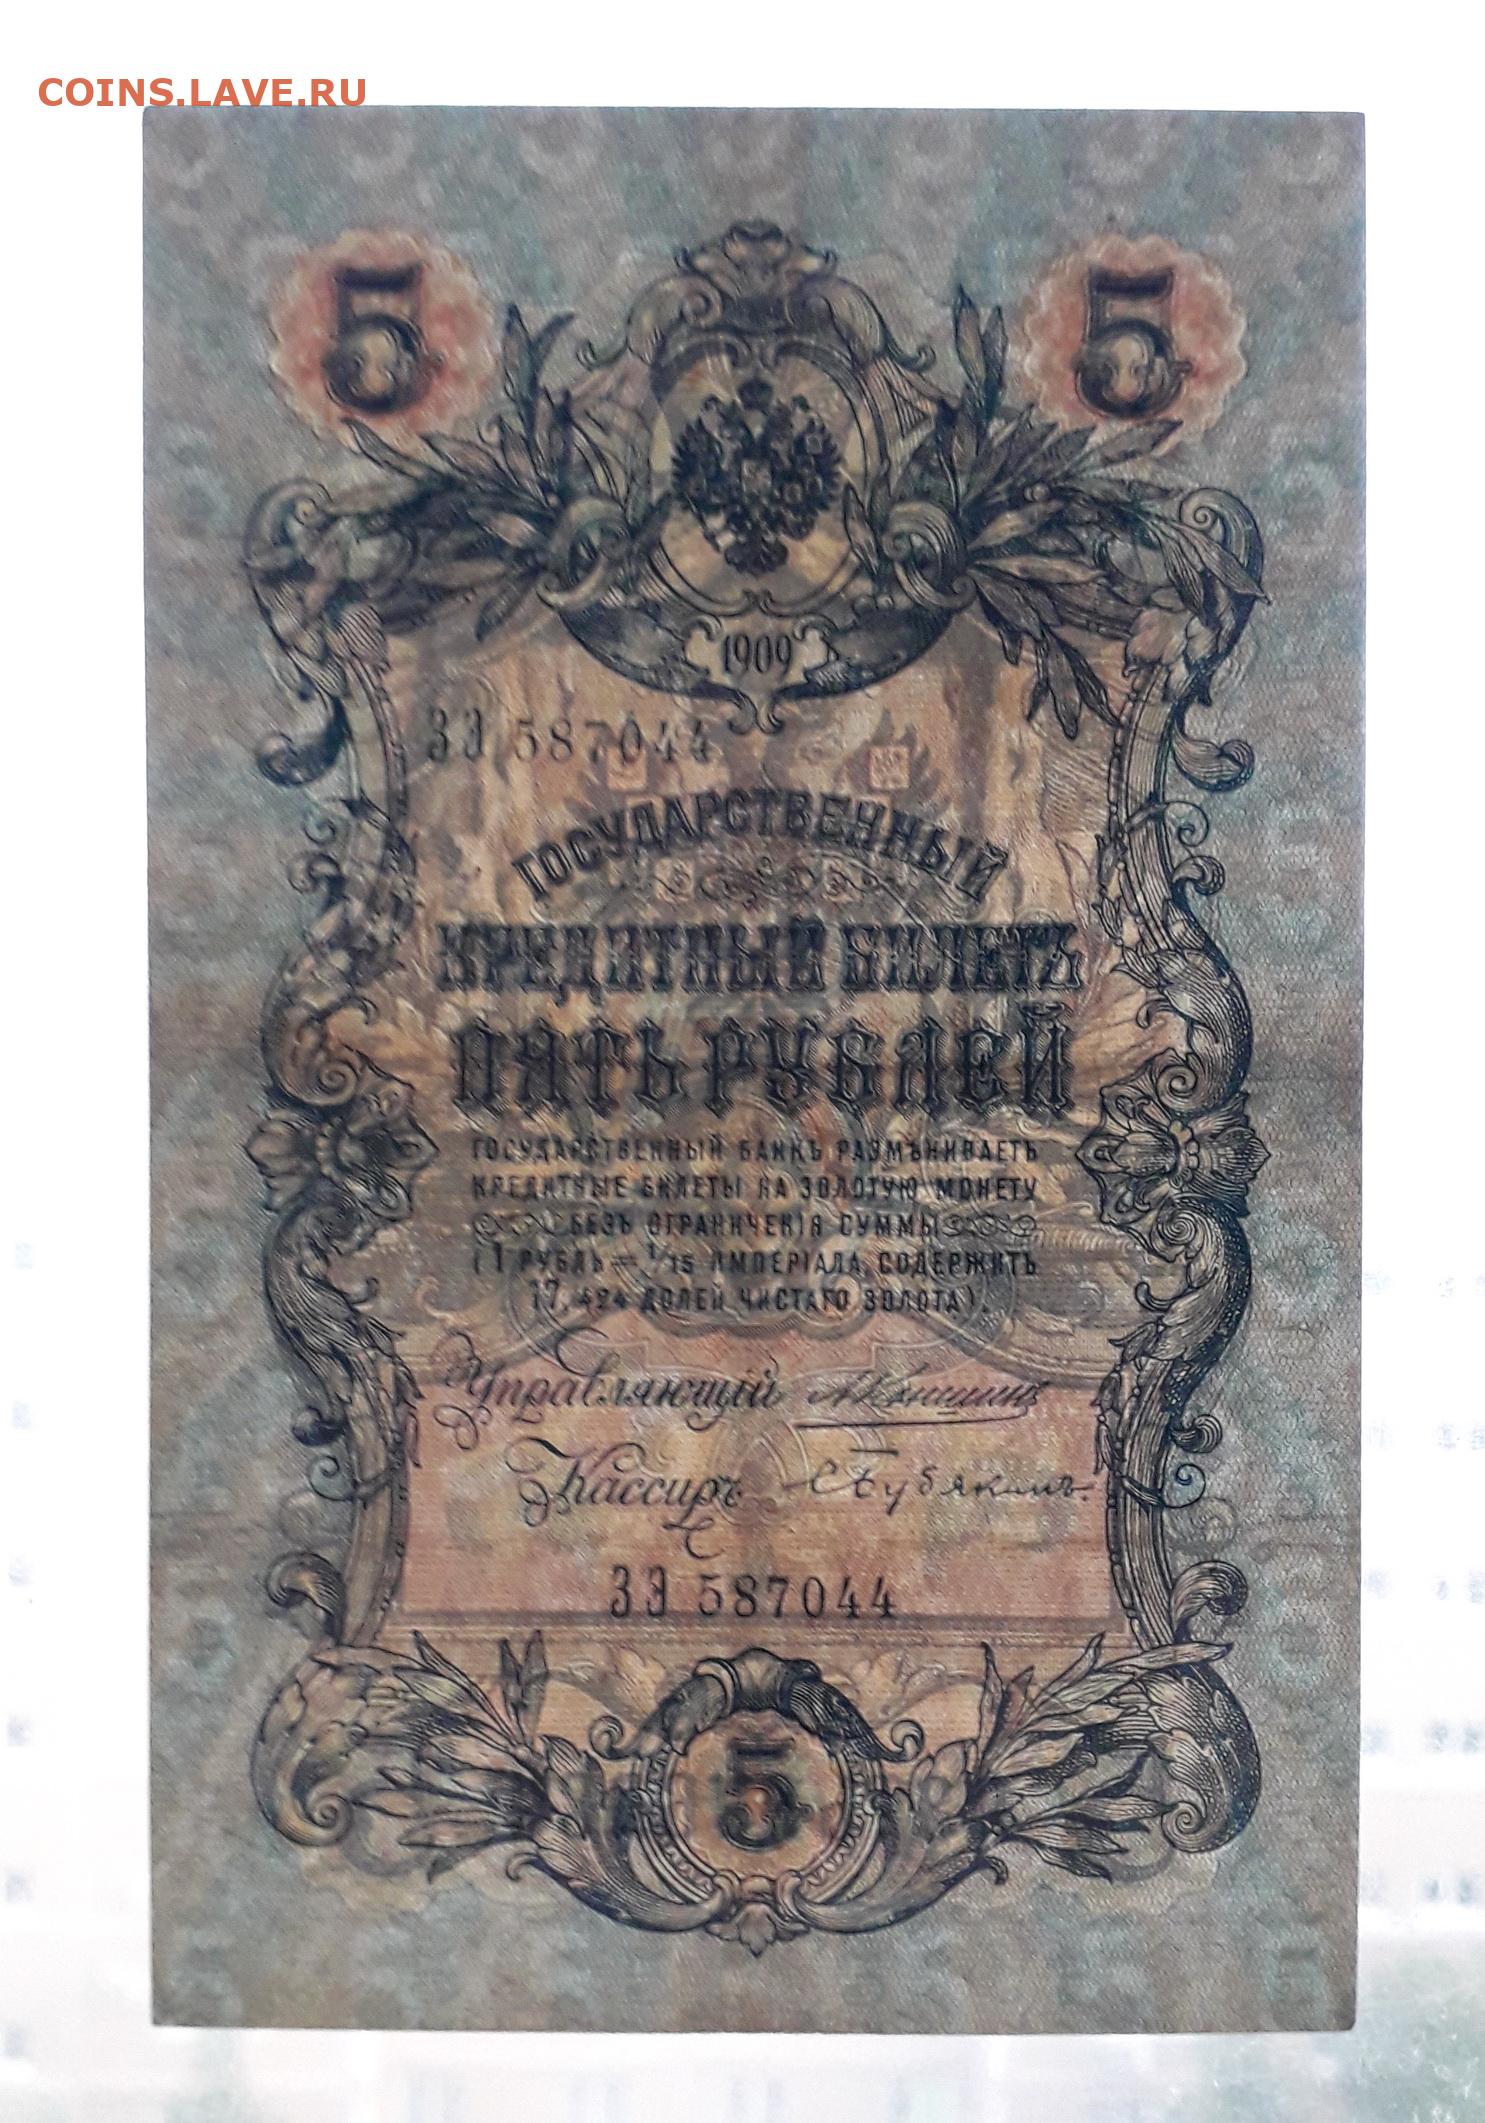 COINS.LAVE.RU
5 5
1909
ЗЭ 587044
ГОСУДАРСТВЕННЫЙ
КРЕДИТНЫЙ БИЛЕТЪ
ПЯТЬ РУБЛЕЙ
ГОСУДАРСТВЕННЫЙ БАНКЪ РАЗМѢНИВАЕТЪ
КРЕДИТНЫЕ БИЛЕТЫ НА ЗОЛОТУЮ МОНЕТУ
БЕЗЪ ОГРАНИЧЕНІЯ СУММЫ
(1 РУБЛЬ = 1/15 ИМПЕРІАЛА, СОДЕРЖИТЪ
17,424 ДОЛЕЙ ЧИСТАГО ЗОЛОТА).
Управляющій АКоншинъ
Кассиръ СБубякинъ.
ЗЭ 587044
5